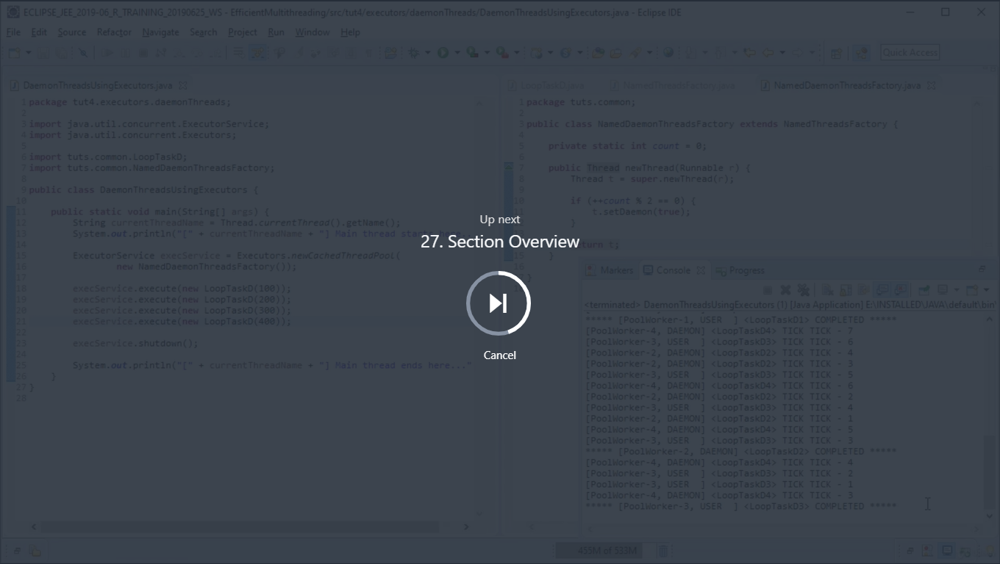 ECLIPSE_JEE_2019-06_R_TRAINING_20190625_WS - EfficientMultithreading/src/tut4/executors/daemonThreads/DaemonThreadsUsingExecutors.java - Eclipse IDE
File Edit Source Refactor Navigate Search Project Run Window Help
Quick Access
DaemonThreadsUsingExecutors.java
1 package tut4.executors.daemonThreads;
2
3 import java.util.concurrent.ExecutorService;
4 import java.util.concurrent.Executors;
5
6 import tuts.common.LoopTaskD;
7 import tuts.common.NamedDaemonThreadsFactory;
8
9 public class DaemonThreadsUsingExecutors {
10
11 public static void main(String[] args) {
12 String currentThreadName = Thread.currentThread().getName();
13 System.out.println("[" + currentThreadName + "] Main thread starts here...
14
15 ExecutorService execService = Executors.newCachedThreadPool(
16 new NamedDaemonThreadsFactory());
17
18 execService.execute(new LoopTaskD(100));
19 execService.execute(new LoopTaskD(200));
20 execService.execute(new LoopTaskD(300));
21 execService.execute(new LoopTaskD(400));
22
23 execService.shutdown();
24
25 System.out.println("[" + currentThreadName + "] Main thread ends here..."
26 }
27 }
28
LoopTaskD.java NamedThreadsFactory.java NamedDaemonThreadsFactory.java
1 package tuts.common;
2
3 public class NamedDaemonThreadsFactory extends NamedThreadsFactory {
4
5 private static int count = 0;
6
7 public Thread newThread(Runnable r) {
8 Thread t = super.newThread(r);
9
10 if (++count % 2 == 0) {
11 t.setDaemon(true);
12 }
13
return t;
15 }
16
}
Up next
27. Section Overview
Cancel
Markers Console Progress
<terminated> DaemonThreadsUsingExecutors (1) [Java Application] E:\INSTALLED\JAVA\default\bin\
***** [PoolWorker-1, USER ] <LoopTaskD1> COMPLETED *****
[PoolWorker-4, DAEMON] <LoopTaskD4> TICK TICK - 7
[PoolWorker-3, USER ] <LoopTaskD3> TICK TICK - 6
[PoolWorker-2, DAEMON] <LoopTaskD2> TICK TICK - 4
[PoolWorker-2, DAEMON] <LoopTaskD2> TICK TICK - 3
[PoolWorker-3, USER ] <LoopTaskD3> TICK TICK - 5
[PoolWorker-4, DAEMON] <LoopTaskD4> TICK TICK - 6
[PoolWorker-2, DAEMON] <LoopTaskD2> TICK TICK - 2
[PoolWorker-3, USER ] <LoopTaskD3> TICK TICK - 4
[PoolWorker-2, DAEMON] <LoopTaskD2> TICK TICK - 1
[PoolWorker-4, DAEMON] <LoopTaskD4> TICK TICK - 5
[PoolWorker-3, USER ] <LoopTaskD3> TICK TICK - 3
***** [PoolWorker-2, DAEMON] <LoopTaskD2> COMPLETED *****
[PoolWorker-4, DAEMON] <LoopTaskD4> TICK TICK - 4
[PoolWorker-3, USER ] <LoopTaskD3> TICK TICK - 2
[PoolWorker-3, USER ] <LoopTaskD3> TICK TICK - 1
[PoolWorker-4, DAEMON] <LoopTaskD4> TICK TICK - 3
***** [PoolWorker-3, USER ] <LoopTaskD3> COMPLETED *****
455M of 533M